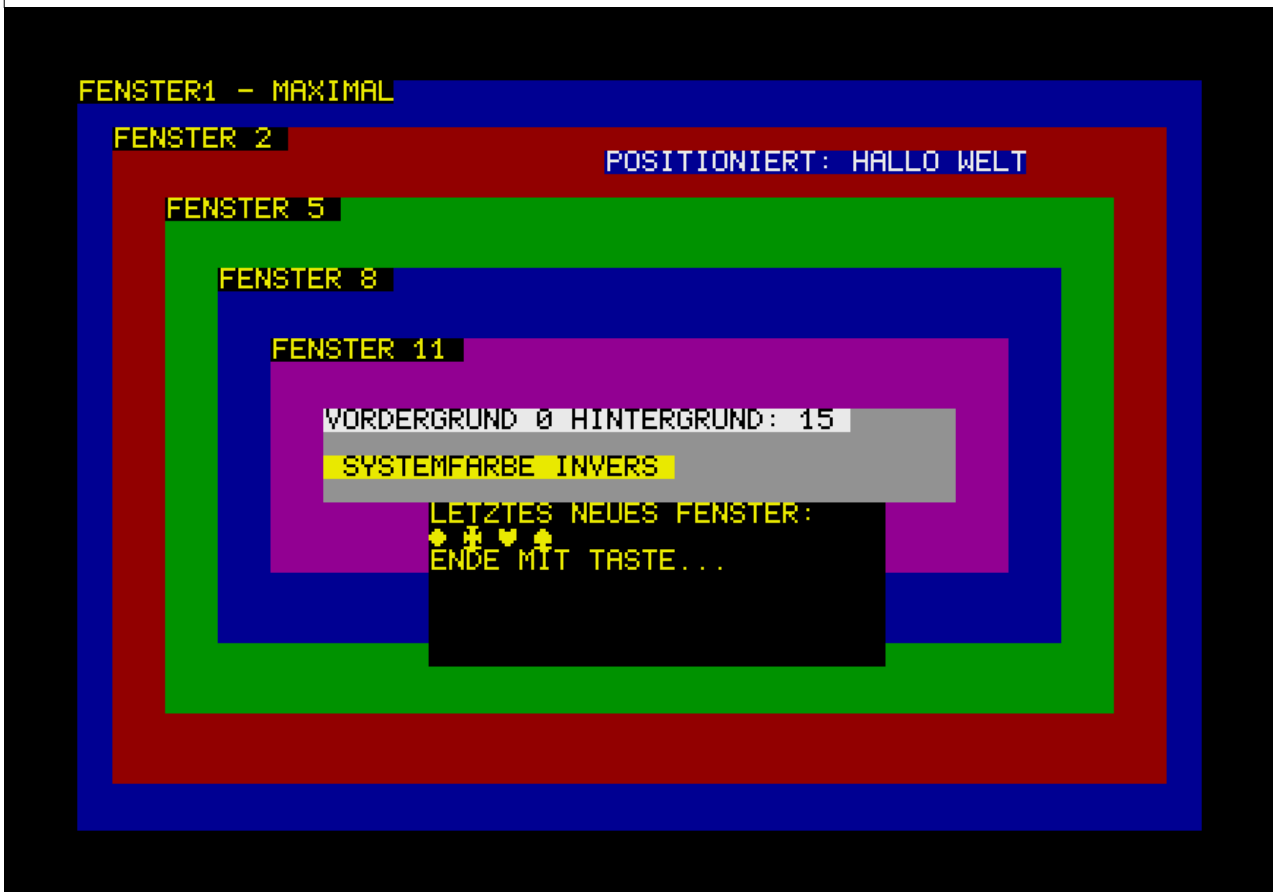 FENSTER1 - MAXIMAL
FENSTER 2
POSITIONIERT: HALLO WELT
FENSTER 5
FENSTER 8
FENSTER 11
VORDERGRUND 0 HINTERGRUND: 15
SYSTEMFARBE INVERS
LETZTES NEUES FENSTER:
♦ ✠ ♥ ♠
ENDE MIT TASTE...